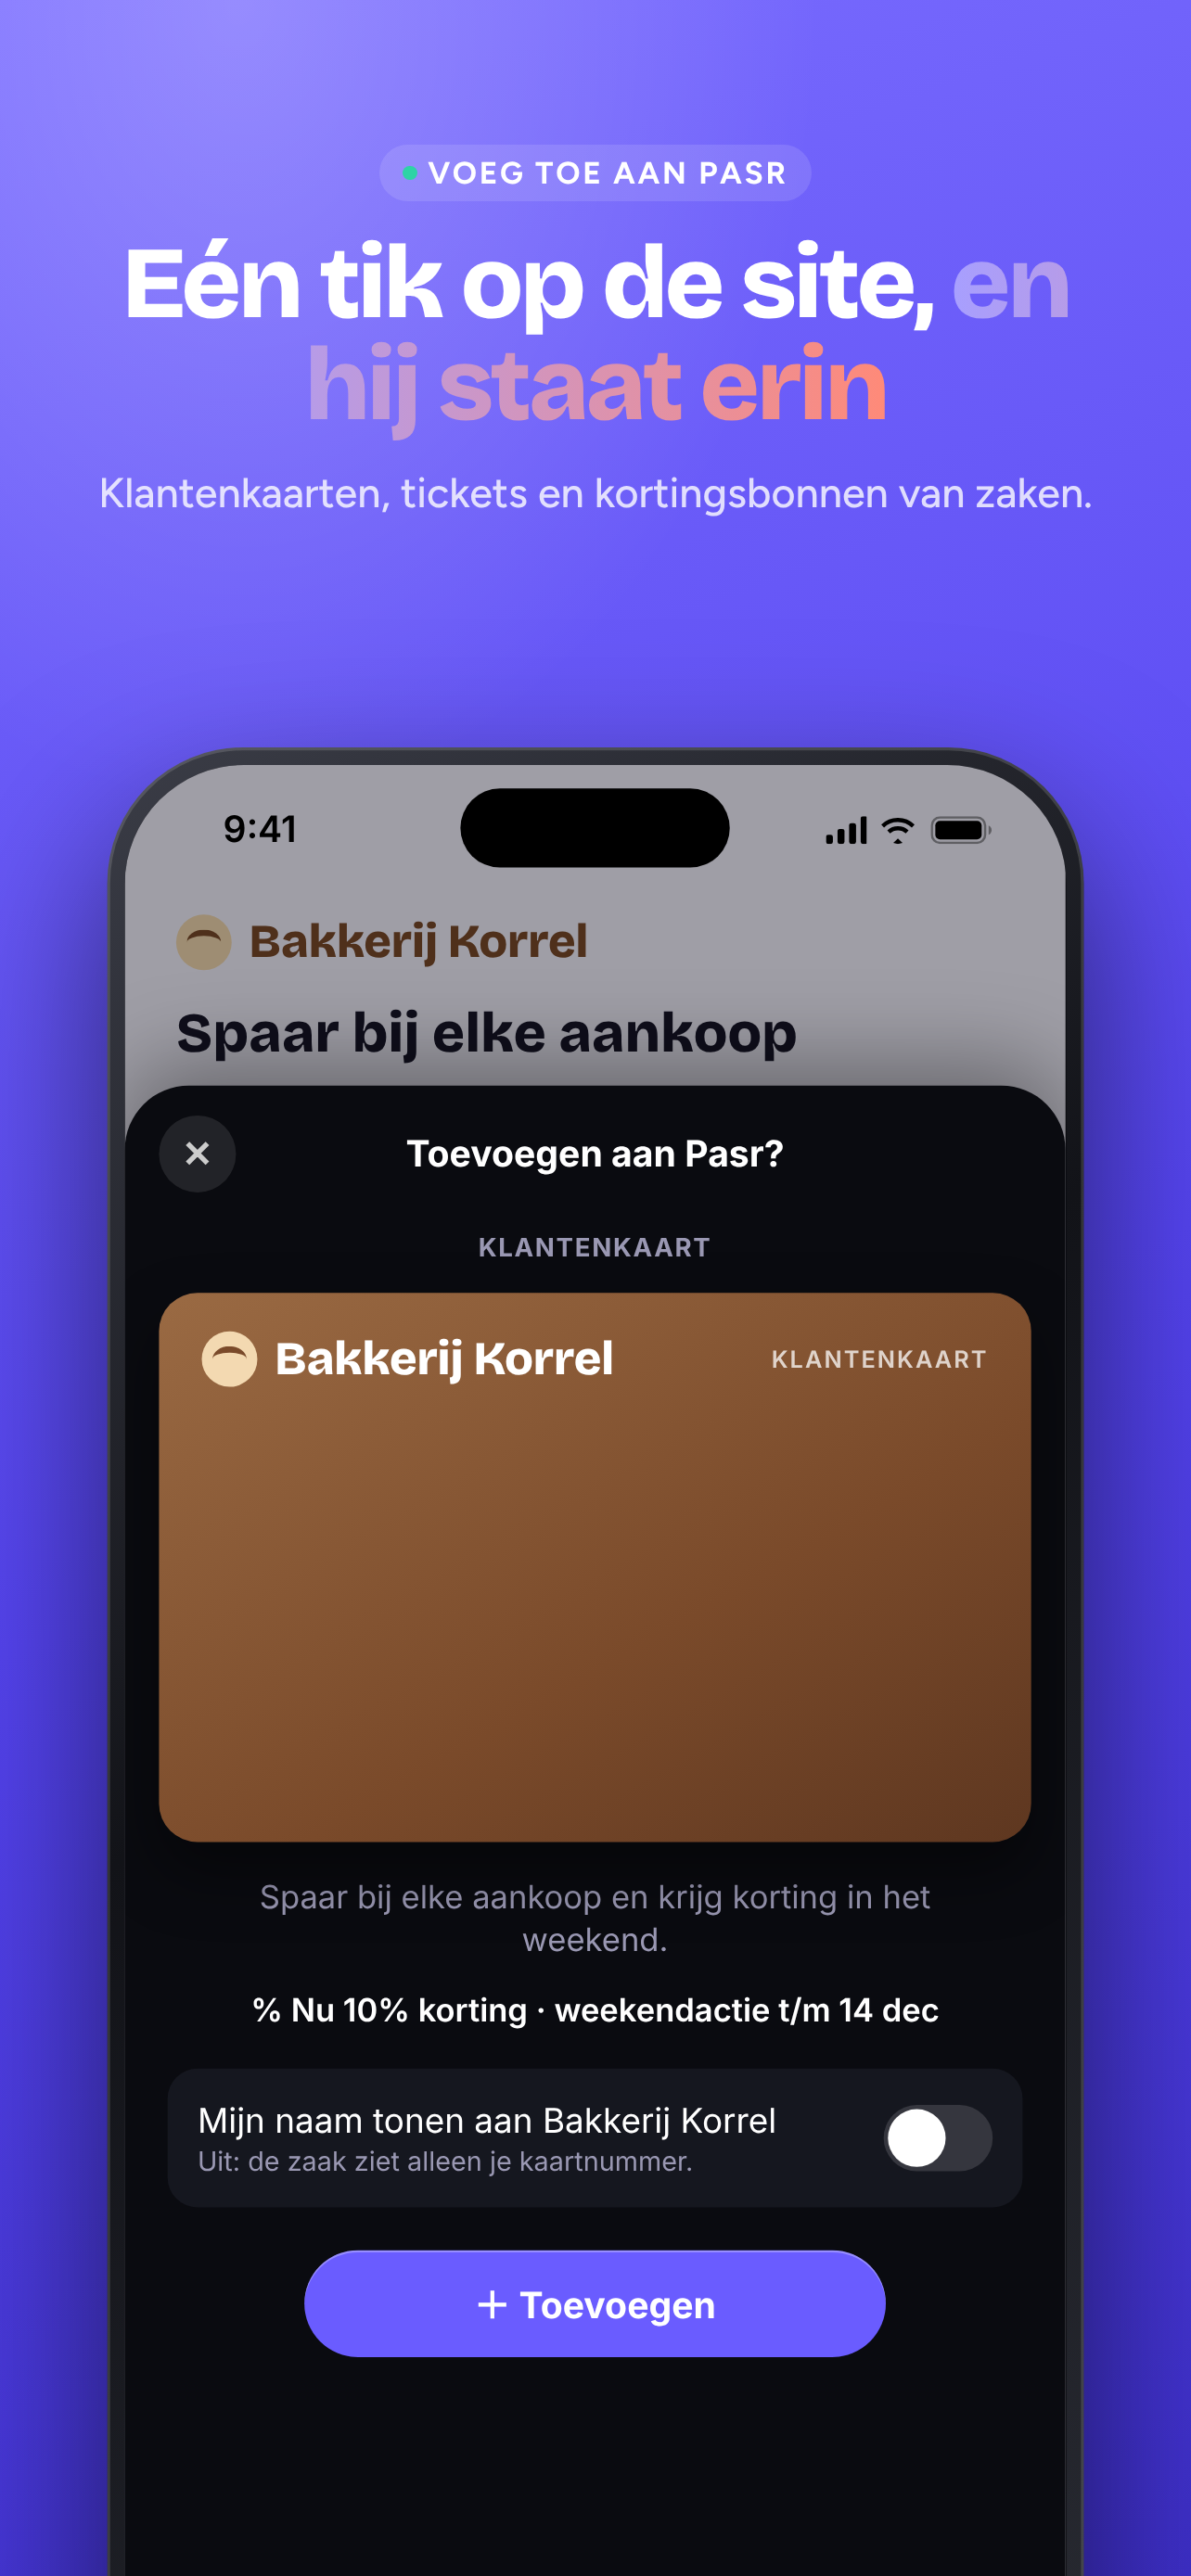 VOEG TOE AAN PASR
Eén tik op de site, en
hij staat erin
Klantenkaarten, tickets en kortingsbonnen van zaken.
9:41
Bakkerij Korrel
Spaar bij elke aankoop
Toevoegen aan Pasr?
KLANTENKAART
Bakkerij Korrel
KLANTENKAART
Spaar bij elke aankoop en krijg korting in het
weekend.
% Nu 10% korting · weekendactie t/m 14 dec
Mijn naam tonen aan Bakkerij Korrel
Uit: de zaak ziet alleen je kaartnummer.
+ Toevoegen